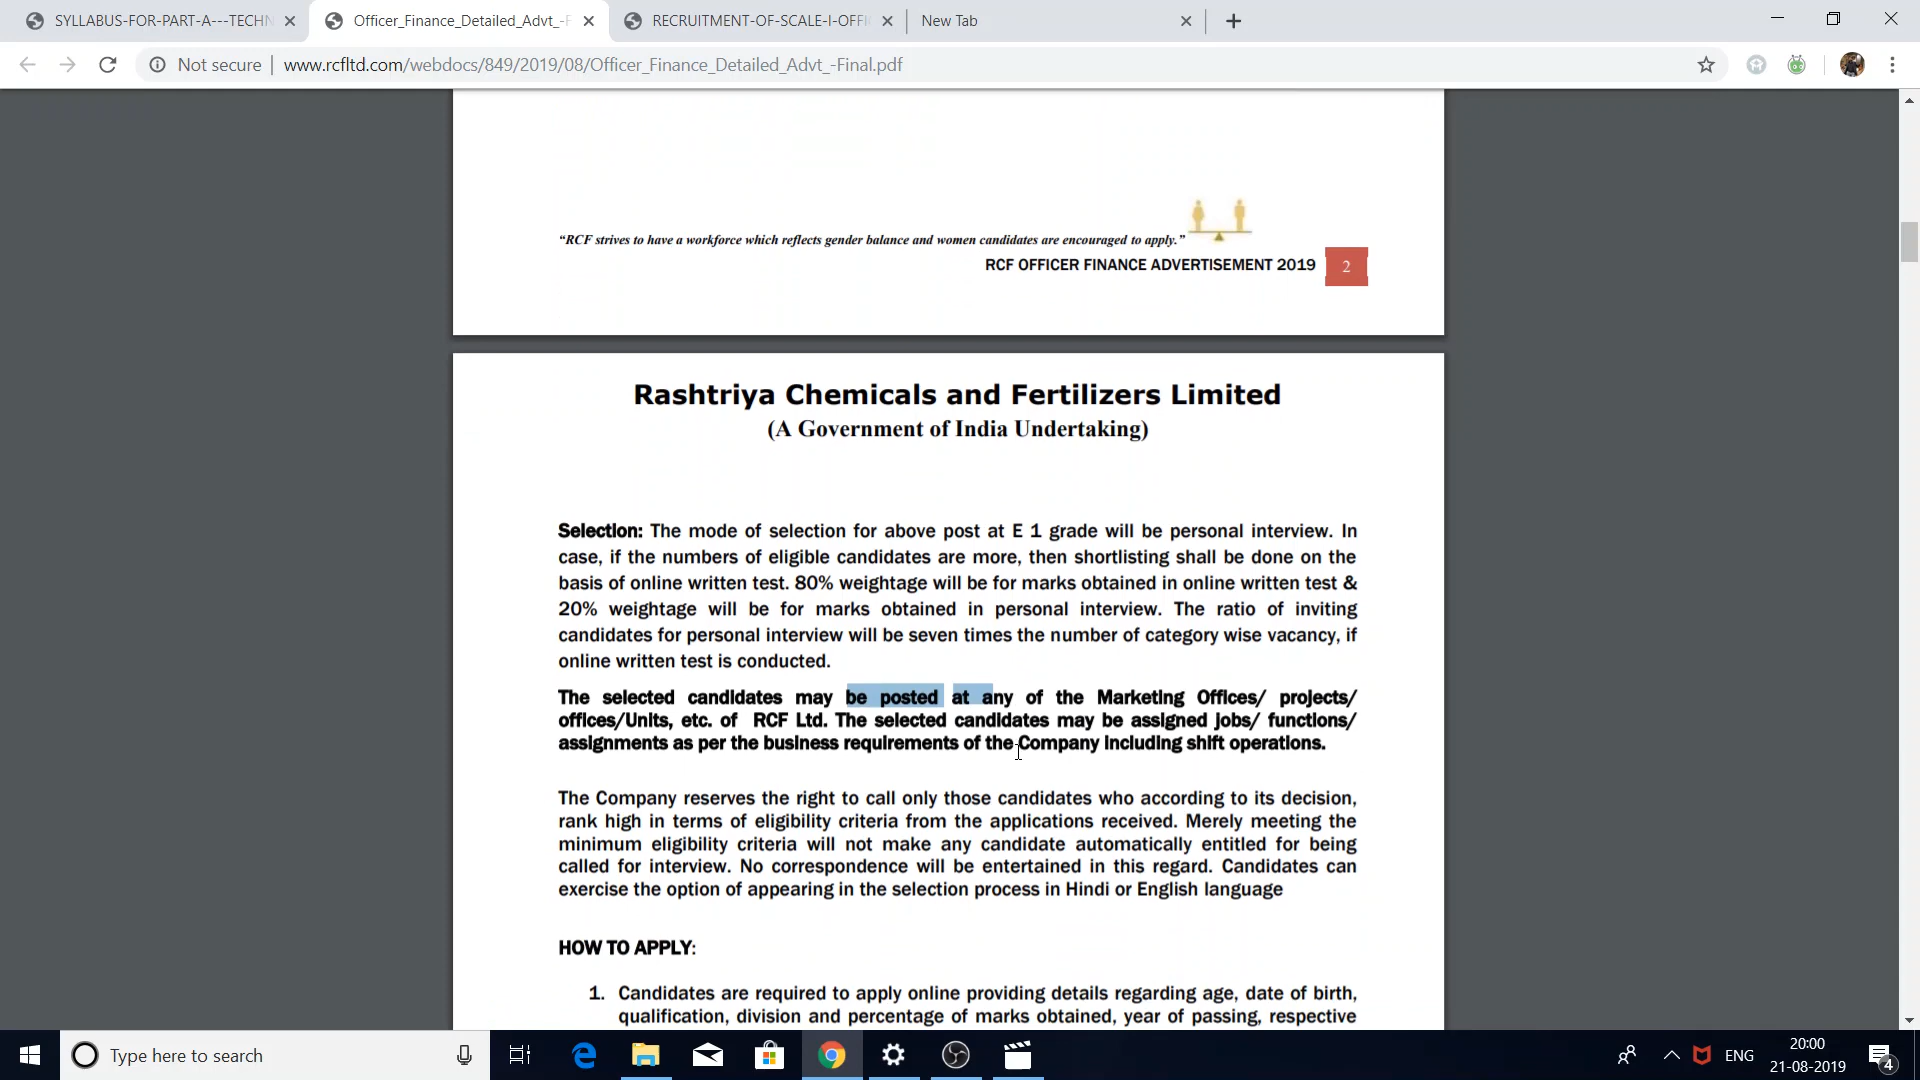 SYLLABUS-FOR-PART-A---TECHN
Officer_Finance_Detailed_Advt_-F
RECRUITMENT-OF-SCALE-I-OFFI
New Tab
Not secure
www.rcfltd.com/webdocs/849/2019/08/Officer_Finance_Detailed_Advt_-Final.pdf
“RCF strives to have a workforce which reflects gender balance and women candidates are encouraged to apply.”
RCF OFFICER FINANCE ADVERTISEMENT 2019 2
Rashtriya Chemicals and Fertilizers Limited
(A Government of India Undertaking)
Selection: The mode of selection for above post at E 1 grade will be personal interview. In
case, if the numbers of eligible candidates are more, then shortlisting shall be done on the
basis of online written test. 80% weightage will be for marks obtained in online written test &
20% weightage will be for marks obtained in personal interview. The ratio of inviting
candidates for personal interview will be seven times the number of category wise vacancy, if
online written test is conducted.
The selected candidates may be posted at any of the Marketing Offices/ projects/
offices/Units, etc. of RCF Ltd. The selected candidates may be assigned jobs/ functions/
assignments as per the business requirements of the Company including shift operations.
The Company reserves the right to call only those candidates who according to its decision,
rank high in terms of eligibility criteria from the applications received. Merely meeting the
minimum eligibility criteria will not make any candidate automatically entitled for being
called for interview. No correspondence will be entertained in this regard. Candidates can
exercise the option of appearing in the selection process in Hindi or English language
HOW TO APPLY:
1. Candidates are required to apply online providing details regarding age, date of birth,
qualification, division and percentage of marks obtained, year of passing, respective
Type here to search
ENG
20:00
21-08-2019
4